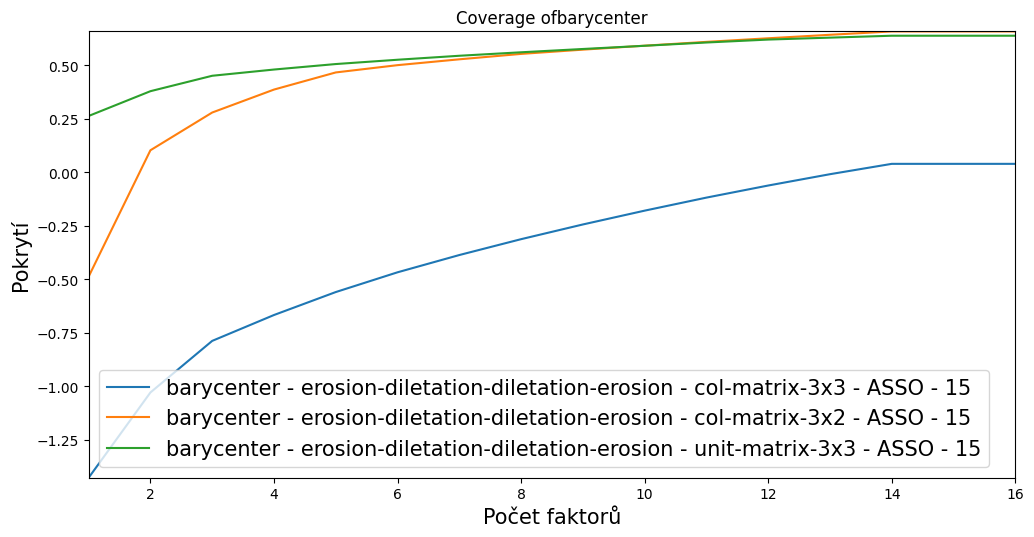 Coverage ofbarycenter
Pokrytí
0.50
0.25
0.00
−0.25
−0.50
−0.75
−1.00
−1.25
barycenter - erosion-diletation-diletation-erosion - col-matrix-3x3 - ASSO - 15
barycenter - erosion-diletation-diletation-erosion - col-matrix-3x2 - ASSO - 15
barycenter - erosion-diletation-diletation-erosion - unit-matrix-3x3 - ASSO - 15
2 4 6 8 10 12 14 16
Počet faktorů